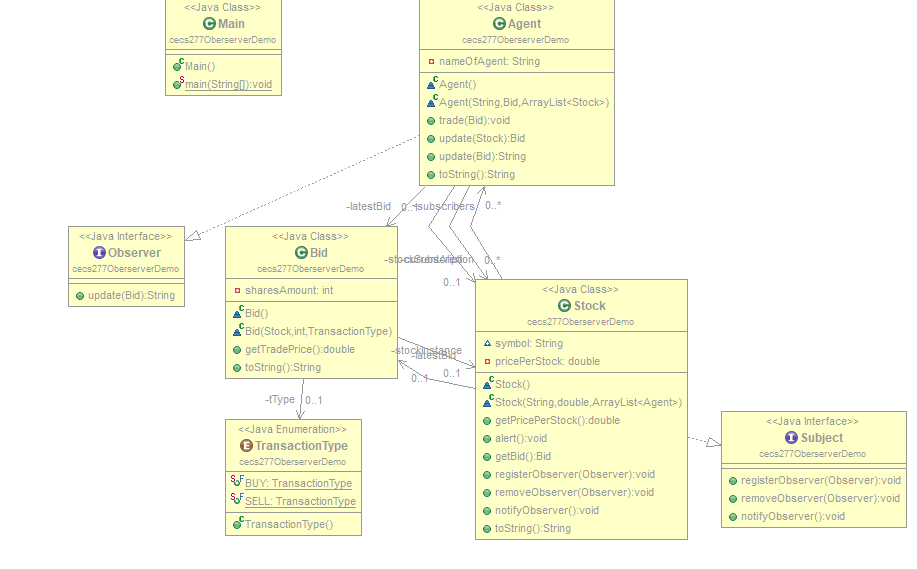 <<Java Class>>
Main
cecs277OberserverDemo
Main()
main(String[]):void
<<Java Class>>
Agent
cecs277OberserverDemo
nameOfAgent: String
Agent()
Agent(String,Bid,ArrayList<Stock>)
trade(Bid):void
update(Stock):Bid
update(Bid):String
toString():String
-latestBid
0..1
-subscribers
0..*
<<Java Interface>>
Observer
cecs277OberserverDemo
update(Bid):String
<<Java Class>>
Bid
cecs277OberserverDemo
sharesAmount: int
Bid()
Bid(Stock,int,TransactionType)
getTradePrice():double
toString():String
0..*
0..1
-stockInstance
-latestBid
0..1
0..1
<<Java Class>>
Stock
cecs277OberserverDemo
symbol: String
pricePerStock: double
Stock()
Stock(String,double,ArrayList<Agent>)
getPricePerStock():double
alert():void
getBid():Bid
registerObserver(Observer):void
removeObserver(Observer):void
notifyObserver():void
toString():String
-tType
0..1
<<Java Enumeration>>
TransactionType
cecs277OberserverDemo
BUY: TransactionType
SELL: TransactionType
TransactionType()
<<Java Interface>>
Subject
cecs277OberserverDemo
registerObserver(Observer):void
removeObserver(Observer):void
notifyObserver():void